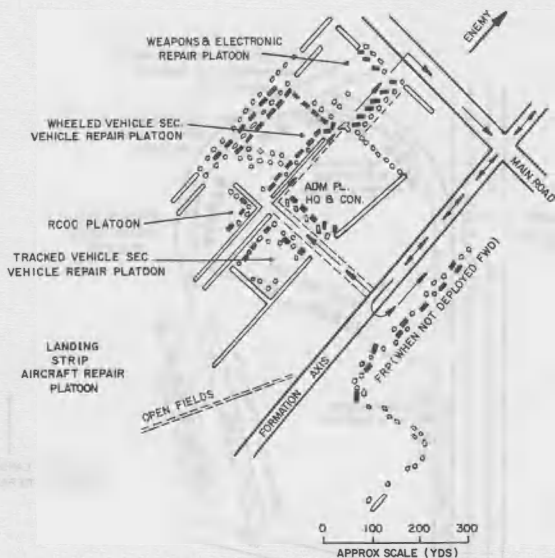 ENEMY
WEAPONS & ELECTRONIC
REPAIR PLATOON
WHEELED VEHICLE SEC.
VEHICLE REPAIR PLATOON
MAIN ROAD
ADM PL.
HQ & CON.
RCOC PLATOON
TRACKED VEHICLE SEC
VEHICLE REPAIR PLATOON
FRP (WHEN NOT DEPLOYED FWD)
LANDING
STRIP
AIRCRAFT REPAIR
PLATOON
FORMATION AXIS
OPEN FIELDS
0 100 200 300
APPROX SCALE (YDS)